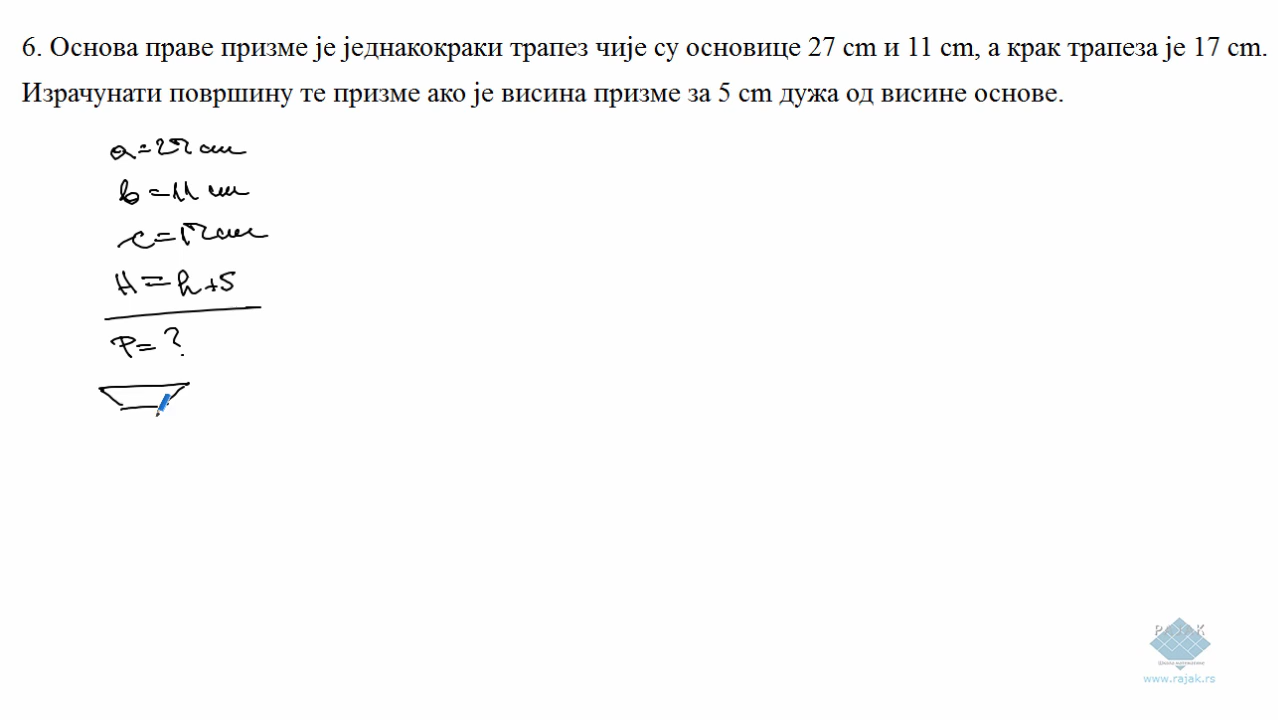 6. Основа праве призме је једнакокраки трапез чије су основице 27 cm и 11 cm, а крак трапеза је 17 cm.
Израчунати површину те призме ако је висина призме за 5 cm дужа од висине основе.
a=27 cm
b=11 cm
c=17 cm
H=h+5
P=?
РАЈАК
www.rajak.rs